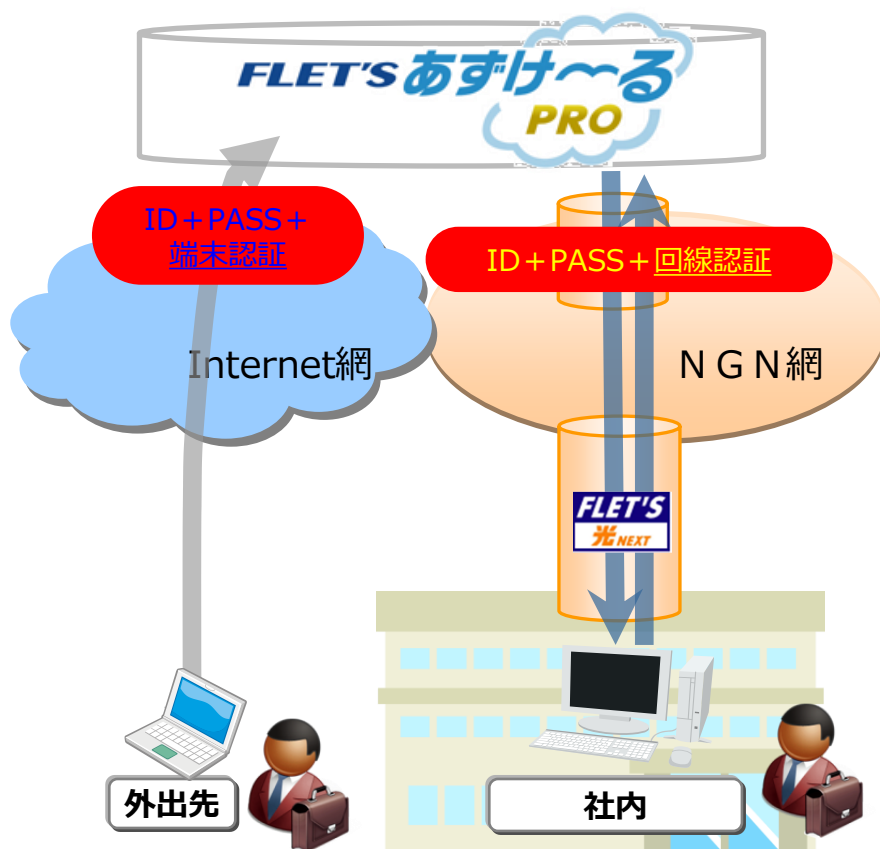 FLET'S あずけ〜る
PRO
ID+PASS+
端末認証
ID+PASS+回線認証
Internet網
NGN網
FLET'S
光 NEXT
外出先
社内